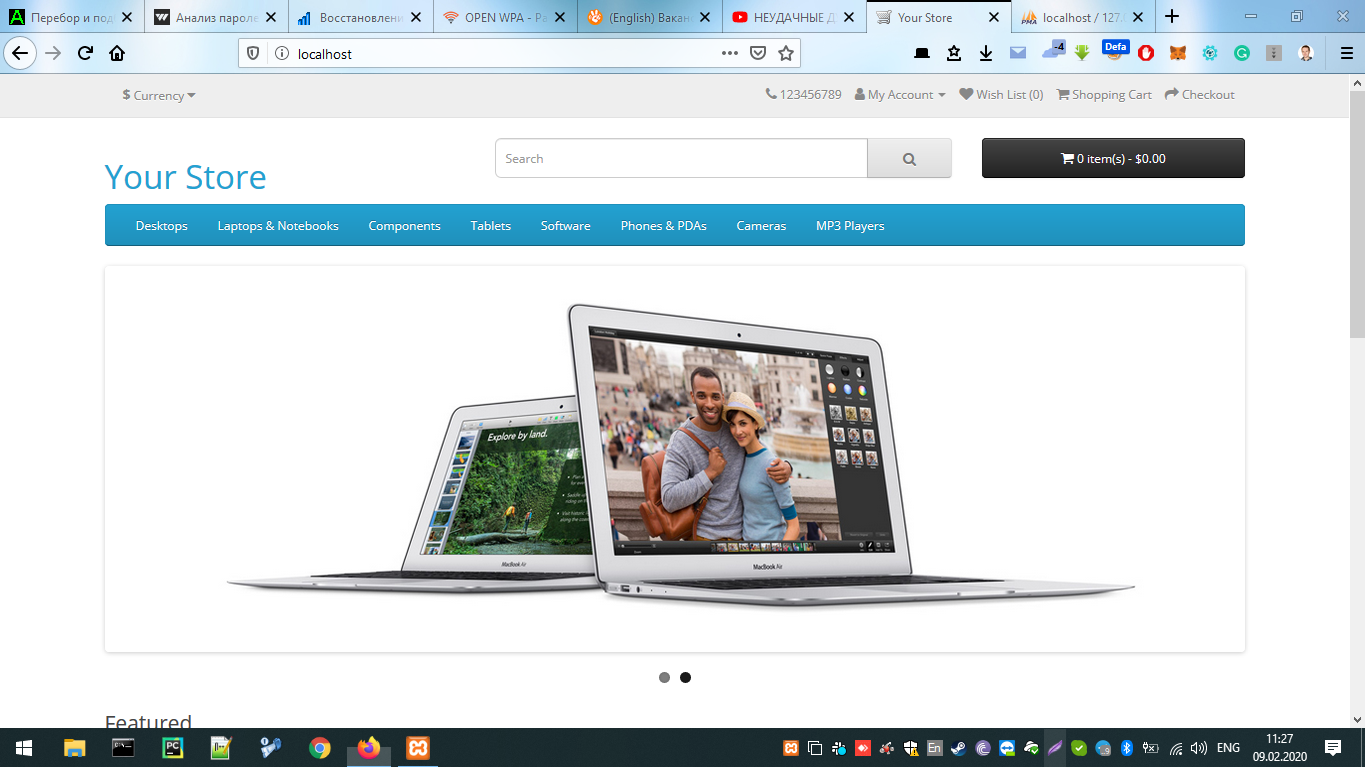 Перебор и под
Анализ пароле
Восстановлени
OPEN WPA - Ра
(English) Вакан
НЕУДАЧНЫЕ Д
Your Store
localhost / 127.
localhost
-4
Defa
$ Currency
123456789
My Account
Wish List (0)
Shopping Cart
Checkout
Your Store
Search
0 item(s) - $0.00
Desktops
Laptops & Notebooks
Components
Tablets
Software
Phones & PDAs
Cameras
MP3 Players
Explore by land.
MacBook Air
MacBook Air
Featured
ENG
11:27
09.02.2020